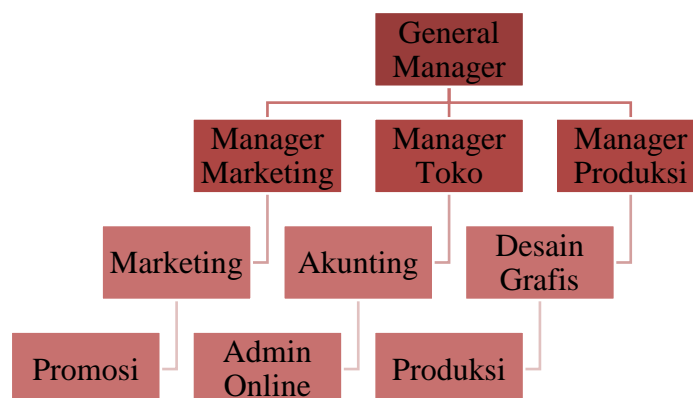 General
Manager
Manager
Marketing
Manager
Toko
Manager
Produksi
Marketing
Akunting
Desain
Grafis
Promosi
Admin
Online
Produksi